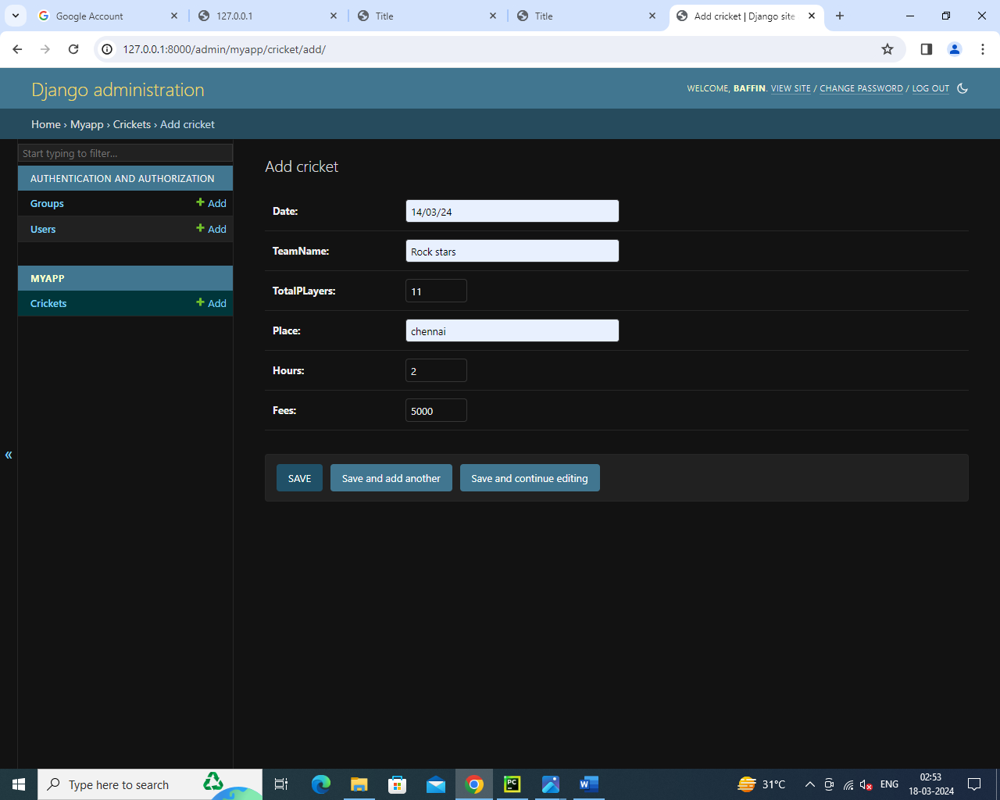 Google Account
127.0.0.1
Title
Title
Add cricket | Django site
127.0.0.1:8000/admin/myapp/cricket/add/
Django administration
WELCOME, BAFFIN. VIEW SITE / CHANGE PASSWORD / LOG OUT
Home › Myapp › Crickets › Add cricket
Start typing to filter...
AUTHENTICATION AND AUTHORIZATION
Groups + Add
Users + Add
MYAPP
Crickets + Add
«
Add cricket
Date: 14/03/24
TeamName: Rock stars
TotalPLayers: 11
Place: chennai
Hours: 2
Fees: 5000
SAVE Save and add another Save and continue editing
Type here to search
PC
W
31°C
ENG
02:53
18-03-2024